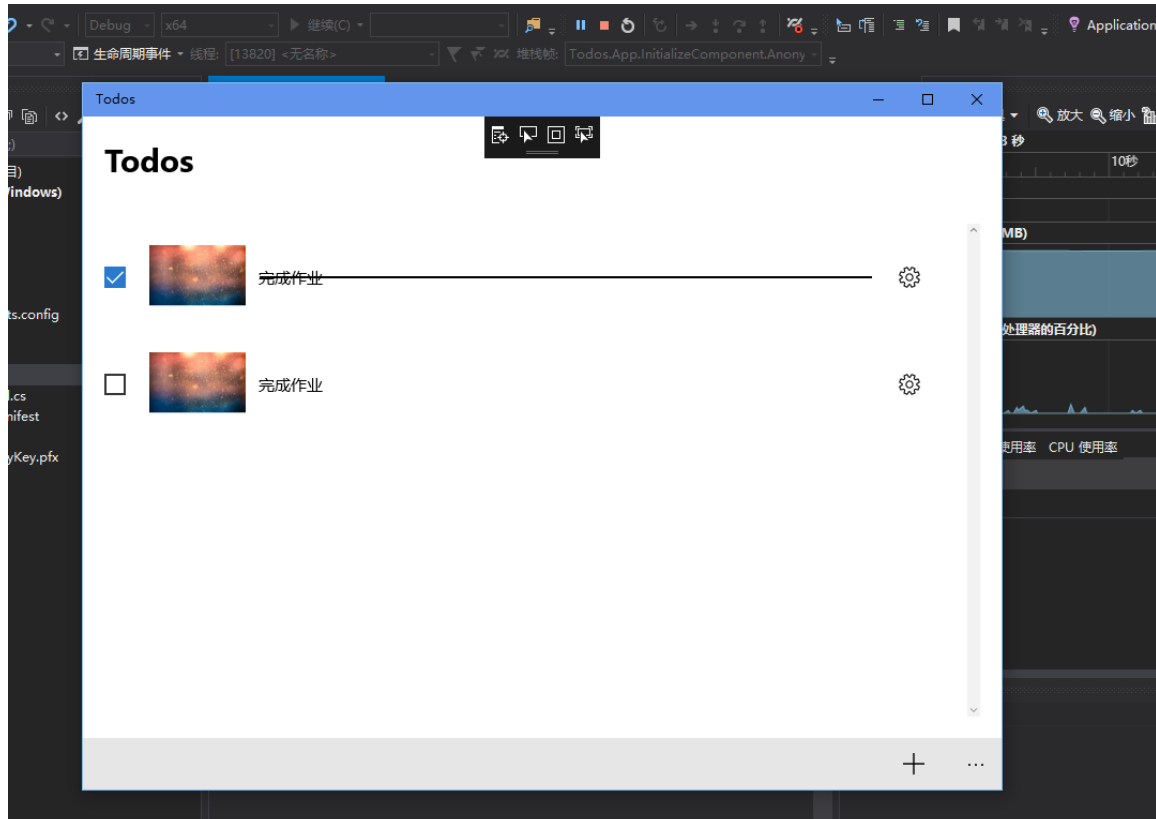 Debug x64 继续(C) Application
生命周期事件 线程: [13820] <无名称> 堆栈帧: Todos.App.InitializeComponent.Anony
Todos
放大 缩小
秒
Todos
10秒
目)
indows)
MB)
完成作业
ts.config
处理器的百分比)
完成作业
.cs
nifest
使用率 CPU 使用率
yKey.pfx